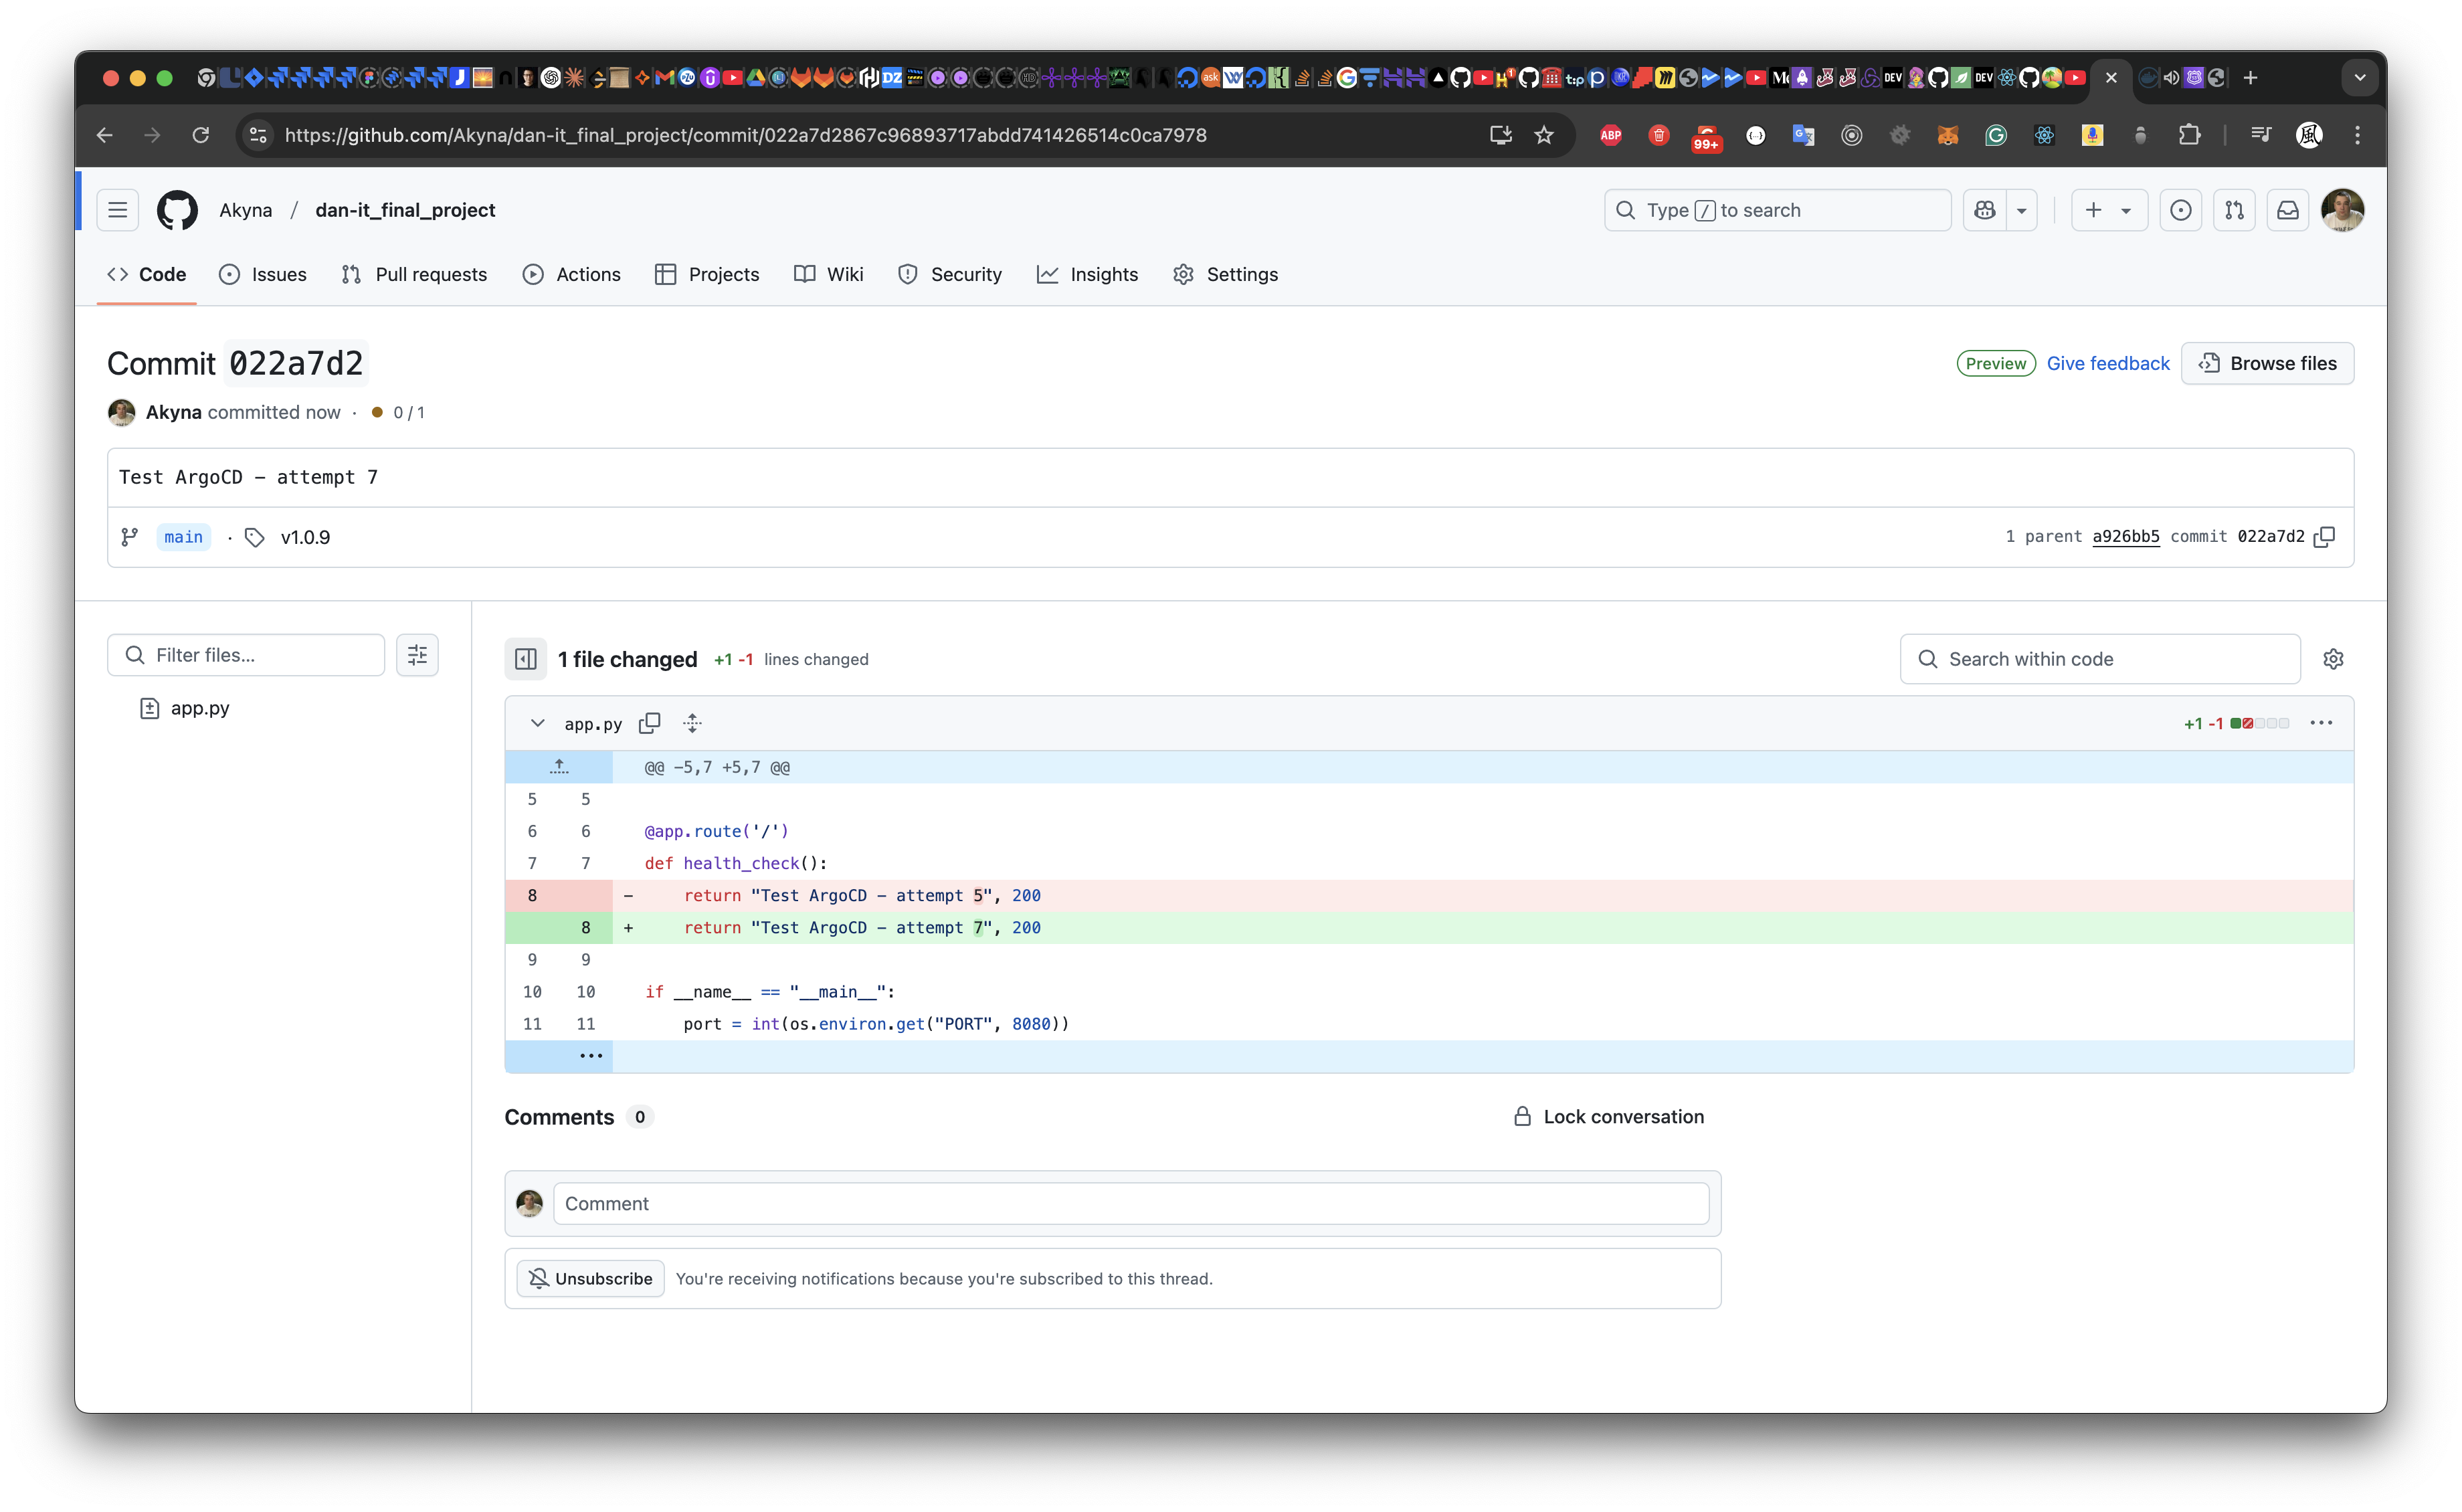 https://github.com/Akyna/dan-it_final_project/commit/022a7d2867c96893717abdd741426514c0ca7978
ABP
99+
Akyna / dan-it_final_project
Type / to search
Code
Issues
Pull requests
Actions
Projects
Wiki
Security
Insights
Settings
Commit 022a7d2
Preview
Give feedback
Browse files
Akyna committed now · 0 / 1
Test ArgoCD - attempt 7
main · v1.0.9
1 parent a926bb5 commit 022a7d2
Filter files...
app.py
1 file changed +1 -1 lines changed
Search within code
app.py
+1 -1
@@ -5,7 +5,7 @@
5 5
6 6 @app.route('/')
7 7 def health_check():
8 - return "Test ArgoCD - attempt 5", 200
8 + return "Test ArgoCD - attempt 7", 200
9 9
10 10 if __name__ == "__main__":
11 11 port = int(os.environ.get("PORT", 8080))
Comments 0
Lock conversation
Comment
Unsubscribe
You're receiving notifications because you're subscribed to this thread.